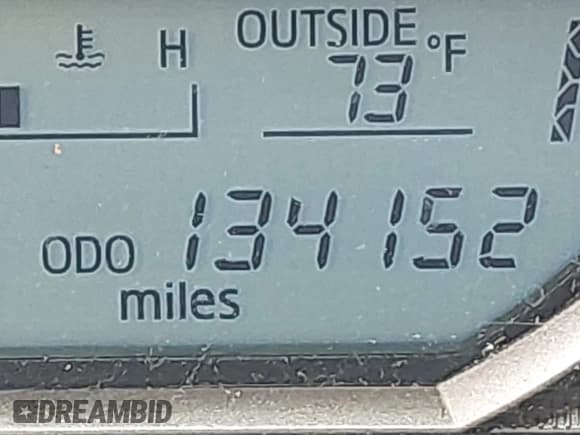 H
OUTSIDE
73 °F
ODO 134152
miles
DREAMBID